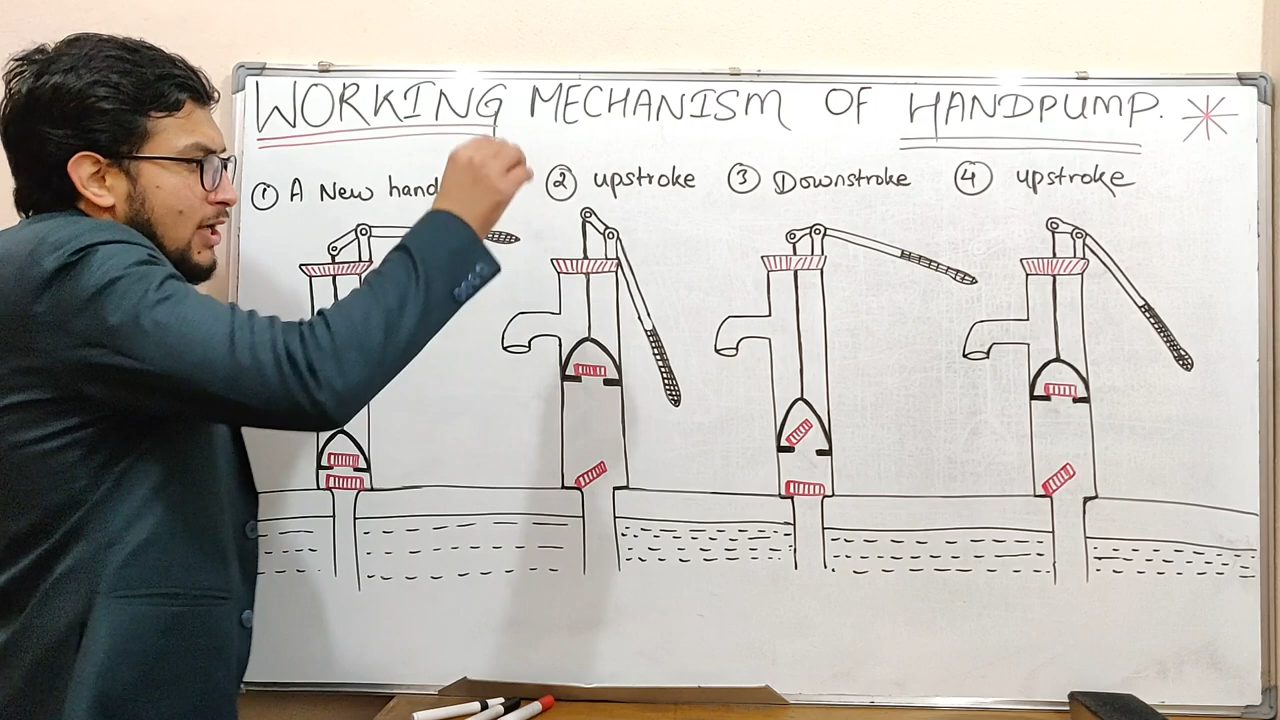 WORKING MECHANISM OF HANDPUMP.
① A New hand
② upstroke
③ Downstroke
④ upstroke